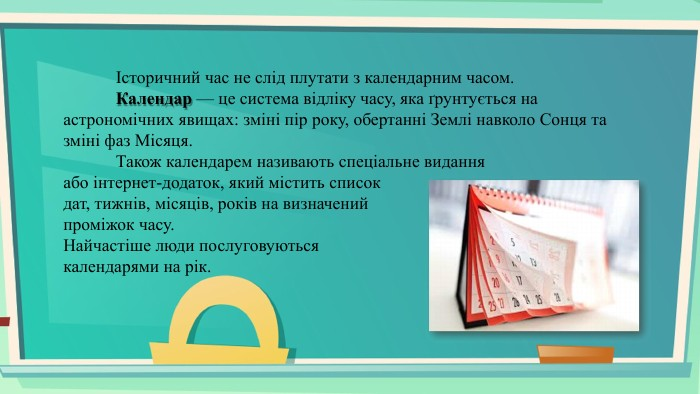 Історичний час не слід плутати з календарним часом.
Календар — це система відліку часу, яка ґрунтується на
астрономічних явищах: зміні пір року, обертанні Землі навколо Сонця та
зміні фаз Місяця.
Також календарем називають спеціальне видання
або інтернет-додаток, який містить список
дат, тижнів, місяців, років на визначений
проміжок часу.
Найчастіше люди послуговуються
календарями на рік.